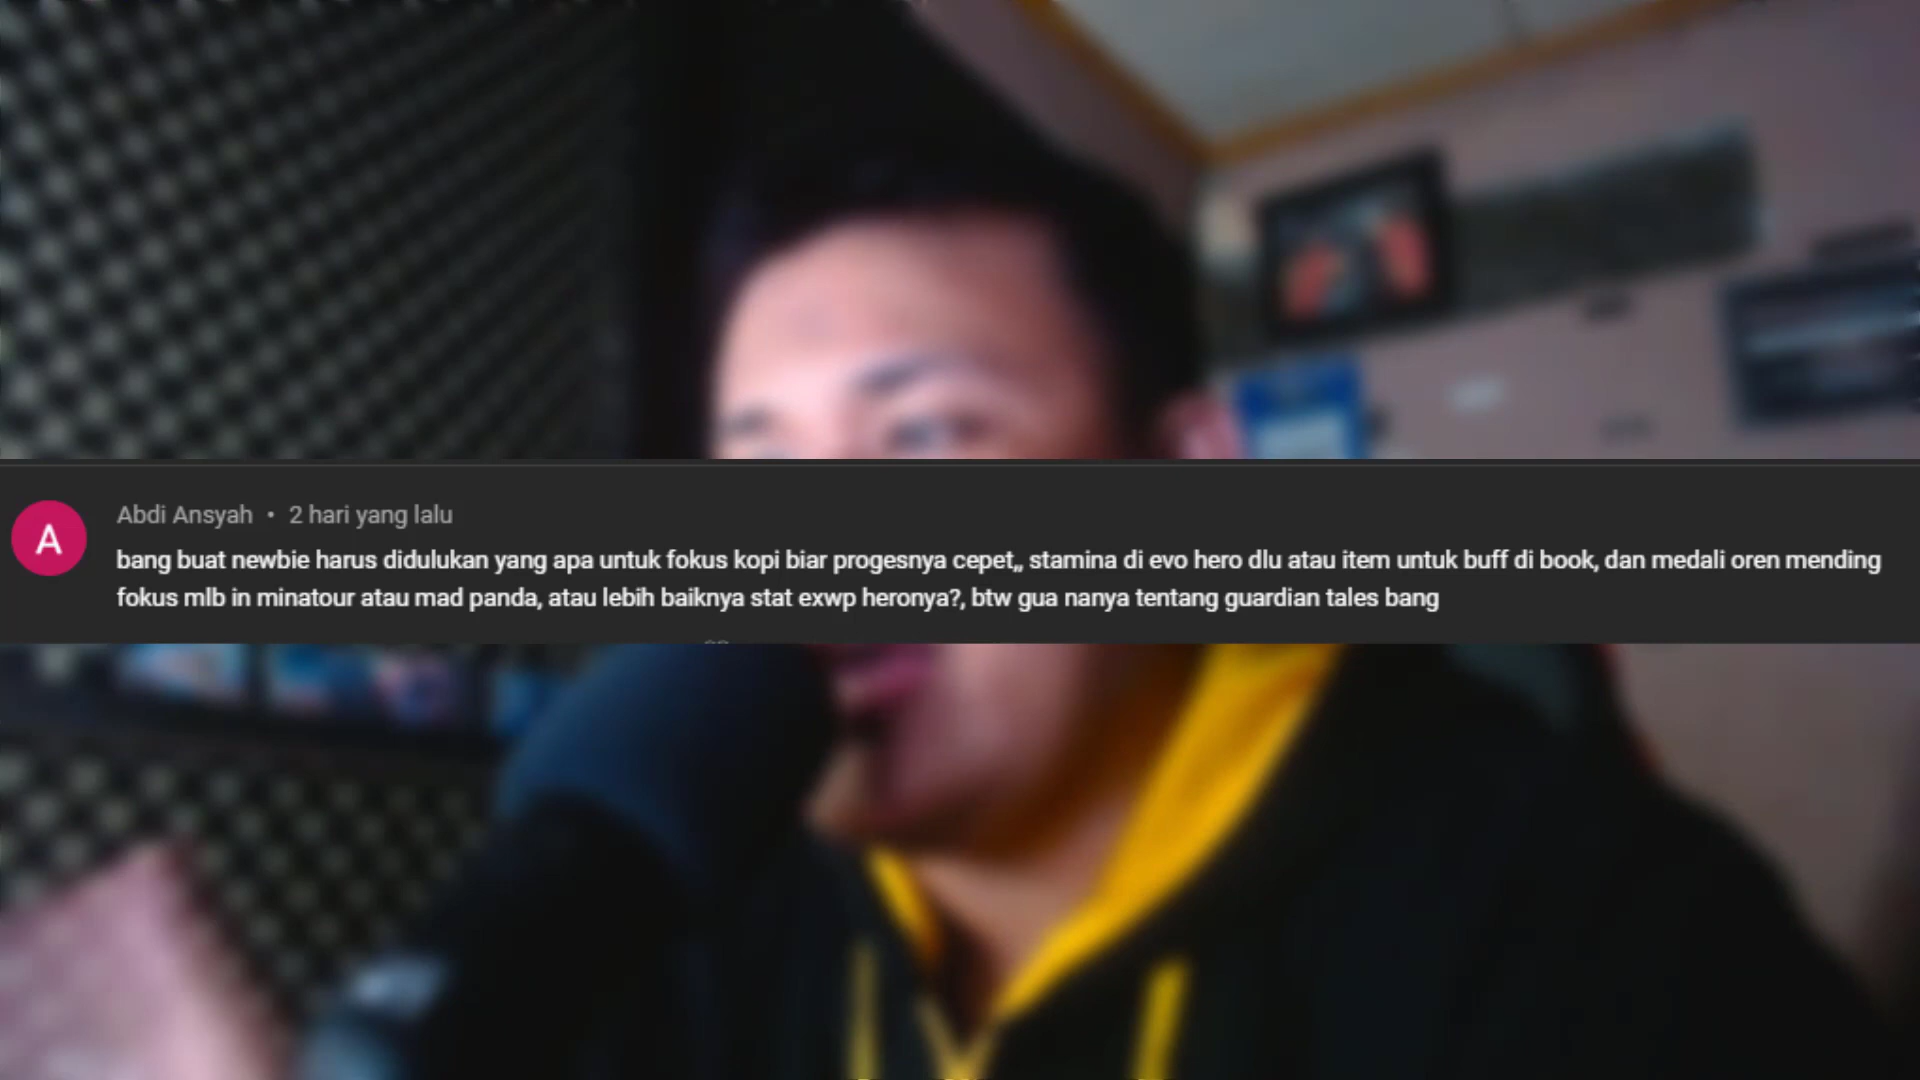 A
Abdi Ansyah • 2 hari yang lalu
bang buat newbie harus didulukan yang apa untuk fokus kopi biar progesnya cepet,, stamina di evo hero dlu atau item untuk buff di book, dan medali oren mending
fokus mlb in minatour atau mad panda, atau lebih baiknya stat exwp heronya?, btw gua nanya tentang guardian tales bang